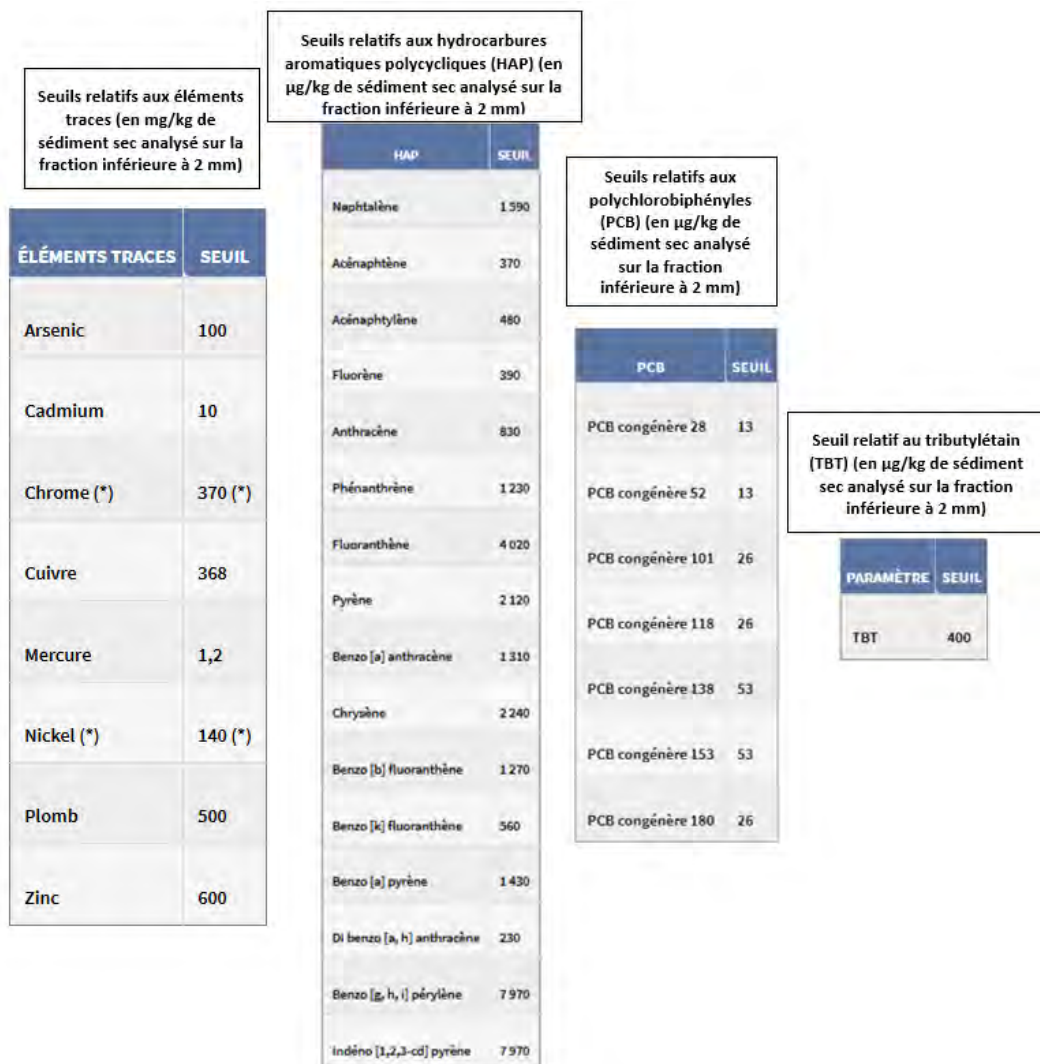 Seuils relatifs aux éléments
traces (en mg/kg de
sédiment sec analysé sur la
fraction inférieure à 2 mm)
ÉLÉMENTS TRACES SEUIL
Arsenic 100
Cadmium 10
Chrome (*) 370 (*)
Cuivre 368
Mercure 1,2
Nickel (*) 140 (*)
Plomb 500
Zinc 600
Seuils relatifs aux hydrocarbures
aromatiques polycycliques (HAP) (en
µg/kg de sédiment sec analysé sur la
fraction inférieure à 2 mm)
HAP SEUIL
Naphtalène 1 590
Acénaphtène 370
Acénaphtylène 480
Fluorène 390
Anthracène 830
Phénanthrène 1 230
Fluoranthène 4 020
Pyrène 2 120
Benzo [a] anthracène 1 310
Chrysène 2 240
Benzo [b] fluoranthène 1 270
Benzo [k] fluoranthène 560
Benzo [a] pyrène 1 430
Di benzo [a, h] anthracène 230
Benzo [g, h, i] pérylène 7 970
Indéno [1,2,3-cd] pyrène 7 970
Seuils relatifs aux
polychlorobiphényles
(PCB) (en µg/kg de
sédiment sec analysé
sur la fraction
inférieure à 2 mm)
PCB SEUIL
PCB congénère 28 13
PCB congénère 52 13
PCB congénère 101 26
PCB congénère 118 26
PCB congénère 138 53
PCB congénère 153 53
PCB congénère 180 26
Seuil relatif au tributylétain
(TBT) (en µg/kg de sédiment
sec analysé sur la fraction
inférieure à 2 mm)
PARAMÈTRE SEUIL
TBT 400